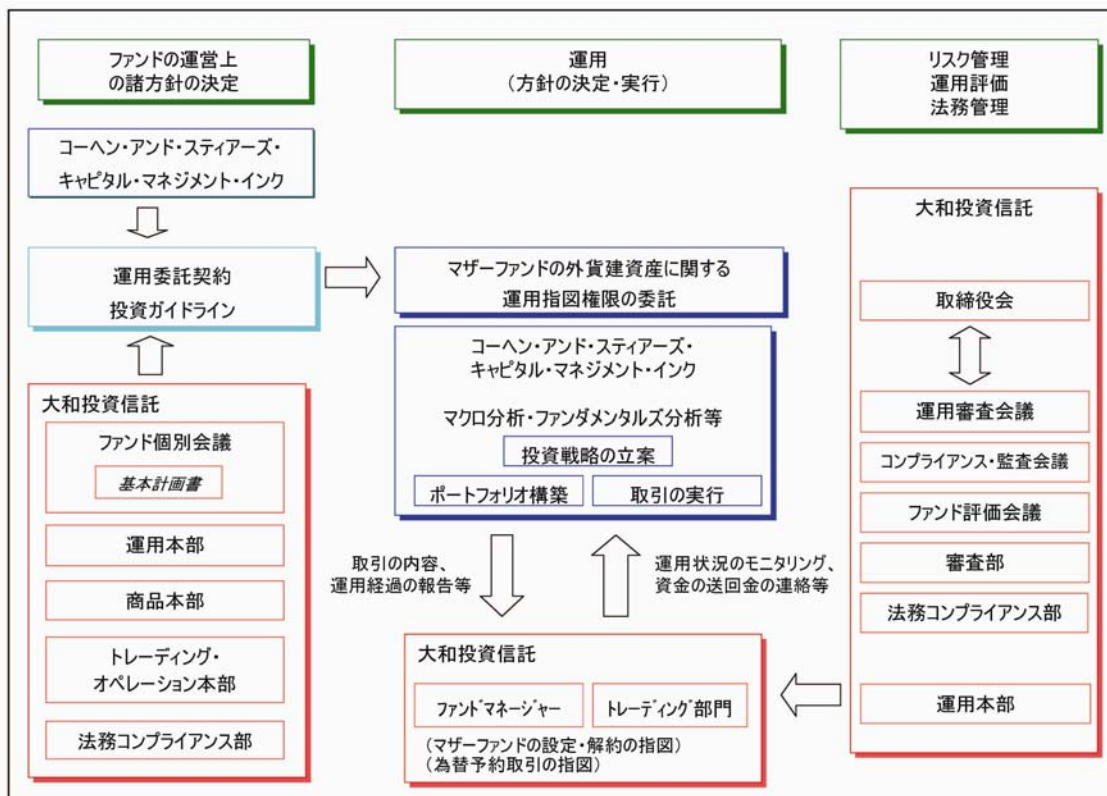 ファンドの運営上
の諸方針の決定
コーヘン・アンド・スティアーズ・
キャピタル・マネジメント・インク
運用委託契約
投資ガイドライン
大和投資信託
ファンド個別会議
基本計画書
運用本部
商品本部
トレーディング・
オペレーション本部
法務コンプライアンス部
運用
(方針の決定・実行)
マザーファンドの外貨建資産に関する
運用指図権限の委託
コーヘン・アンド・スティアーズ・
キャピタル・マネジメント・インク
マクロ分析・ファンダメンタルズ分析等
投資戦略の立案
ポートフォリオ構築
取引の実行
取引の内容、
運用経過の報告等
運用状況のモニタリング、
資金の送回金の連絡等
大和投資信託
ファンドマネージャー
トレーディング部門
(マザーファンドの設定・解約の指図)
(為替予約取引の指図)
リスク管理
運用評価
法務管理
大和投資信託
取締役会
運用審査会議
コンプライアンス・監査会議
ファンド評価会議
審査部
法務コンプライアンス部
運用本部